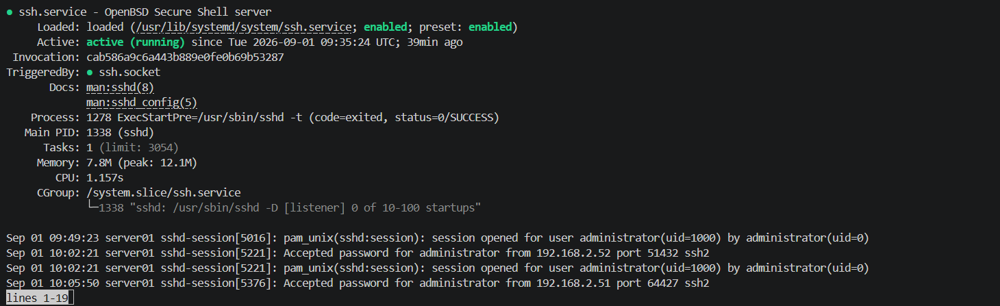 ● ssh.service - OpenBSD Secure Shell server
Loaded: loaded (/usr/lib/systemd/system/ssh.service; enabled; preset: enabled)
Active: active (running) since Tue 2026-09-01 09:35:24 UTC; 39min ago
Invocation: cab586a9c6a443b889e0fe0b69b53287
TriggeredBy: ● ssh.socket
Docs: man:sshd(8)
man:sshd_config(5)
Process: 1278 ExecStartPre=/usr/sbin/sshd -t (code=exited, status=0/SUCCESS)
Main PID: 1338 (sshd)
Tasks: 1 (limit: 3054)
Memory: 7.8M (peak: 12.1M)
CPU: 1.157s
CGroup: /system.slice/ssh.service
└─1338 "sshd: /usr/sbin/sshd -D [listener] 0 of 10-100 startups"
Sep 01 09:49:23 server01 sshd-session[5016]: pam_unix(sshd:session): session opened for user administrator(uid=1000) by administrator(uid=0)
Sep 01 10:02:21 server01 sshd-session[5221]: Accepted password for administrator from 192.168.2.52 port 51432 ssh2
Sep 01 10:02:21 server01 sshd-session[5221]: pam_unix(sshd:session): session opened for user administrator(uid=1000) by administrator(uid=0)
Sep 01 10:05:50 server01 sshd-session[5376]: Accepted password for administrator from 192.168.2.51 port 64427 ssh2
lines 1-19